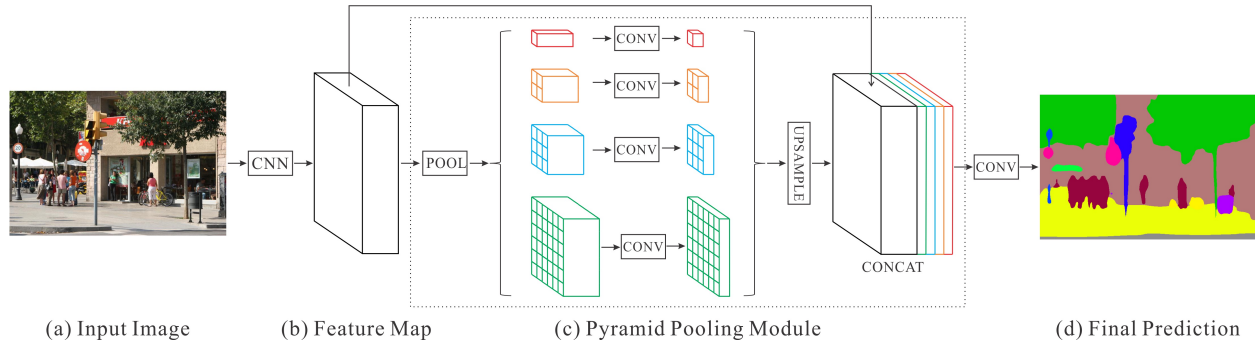 CONV
CONV
CNN
POOL
CONV
UPSAMPLE
CONV
CONV
CONCAT
(a) Input Image
(b) Feature Map
(c) Pyramid Pooling Module
(d) Final Prediction